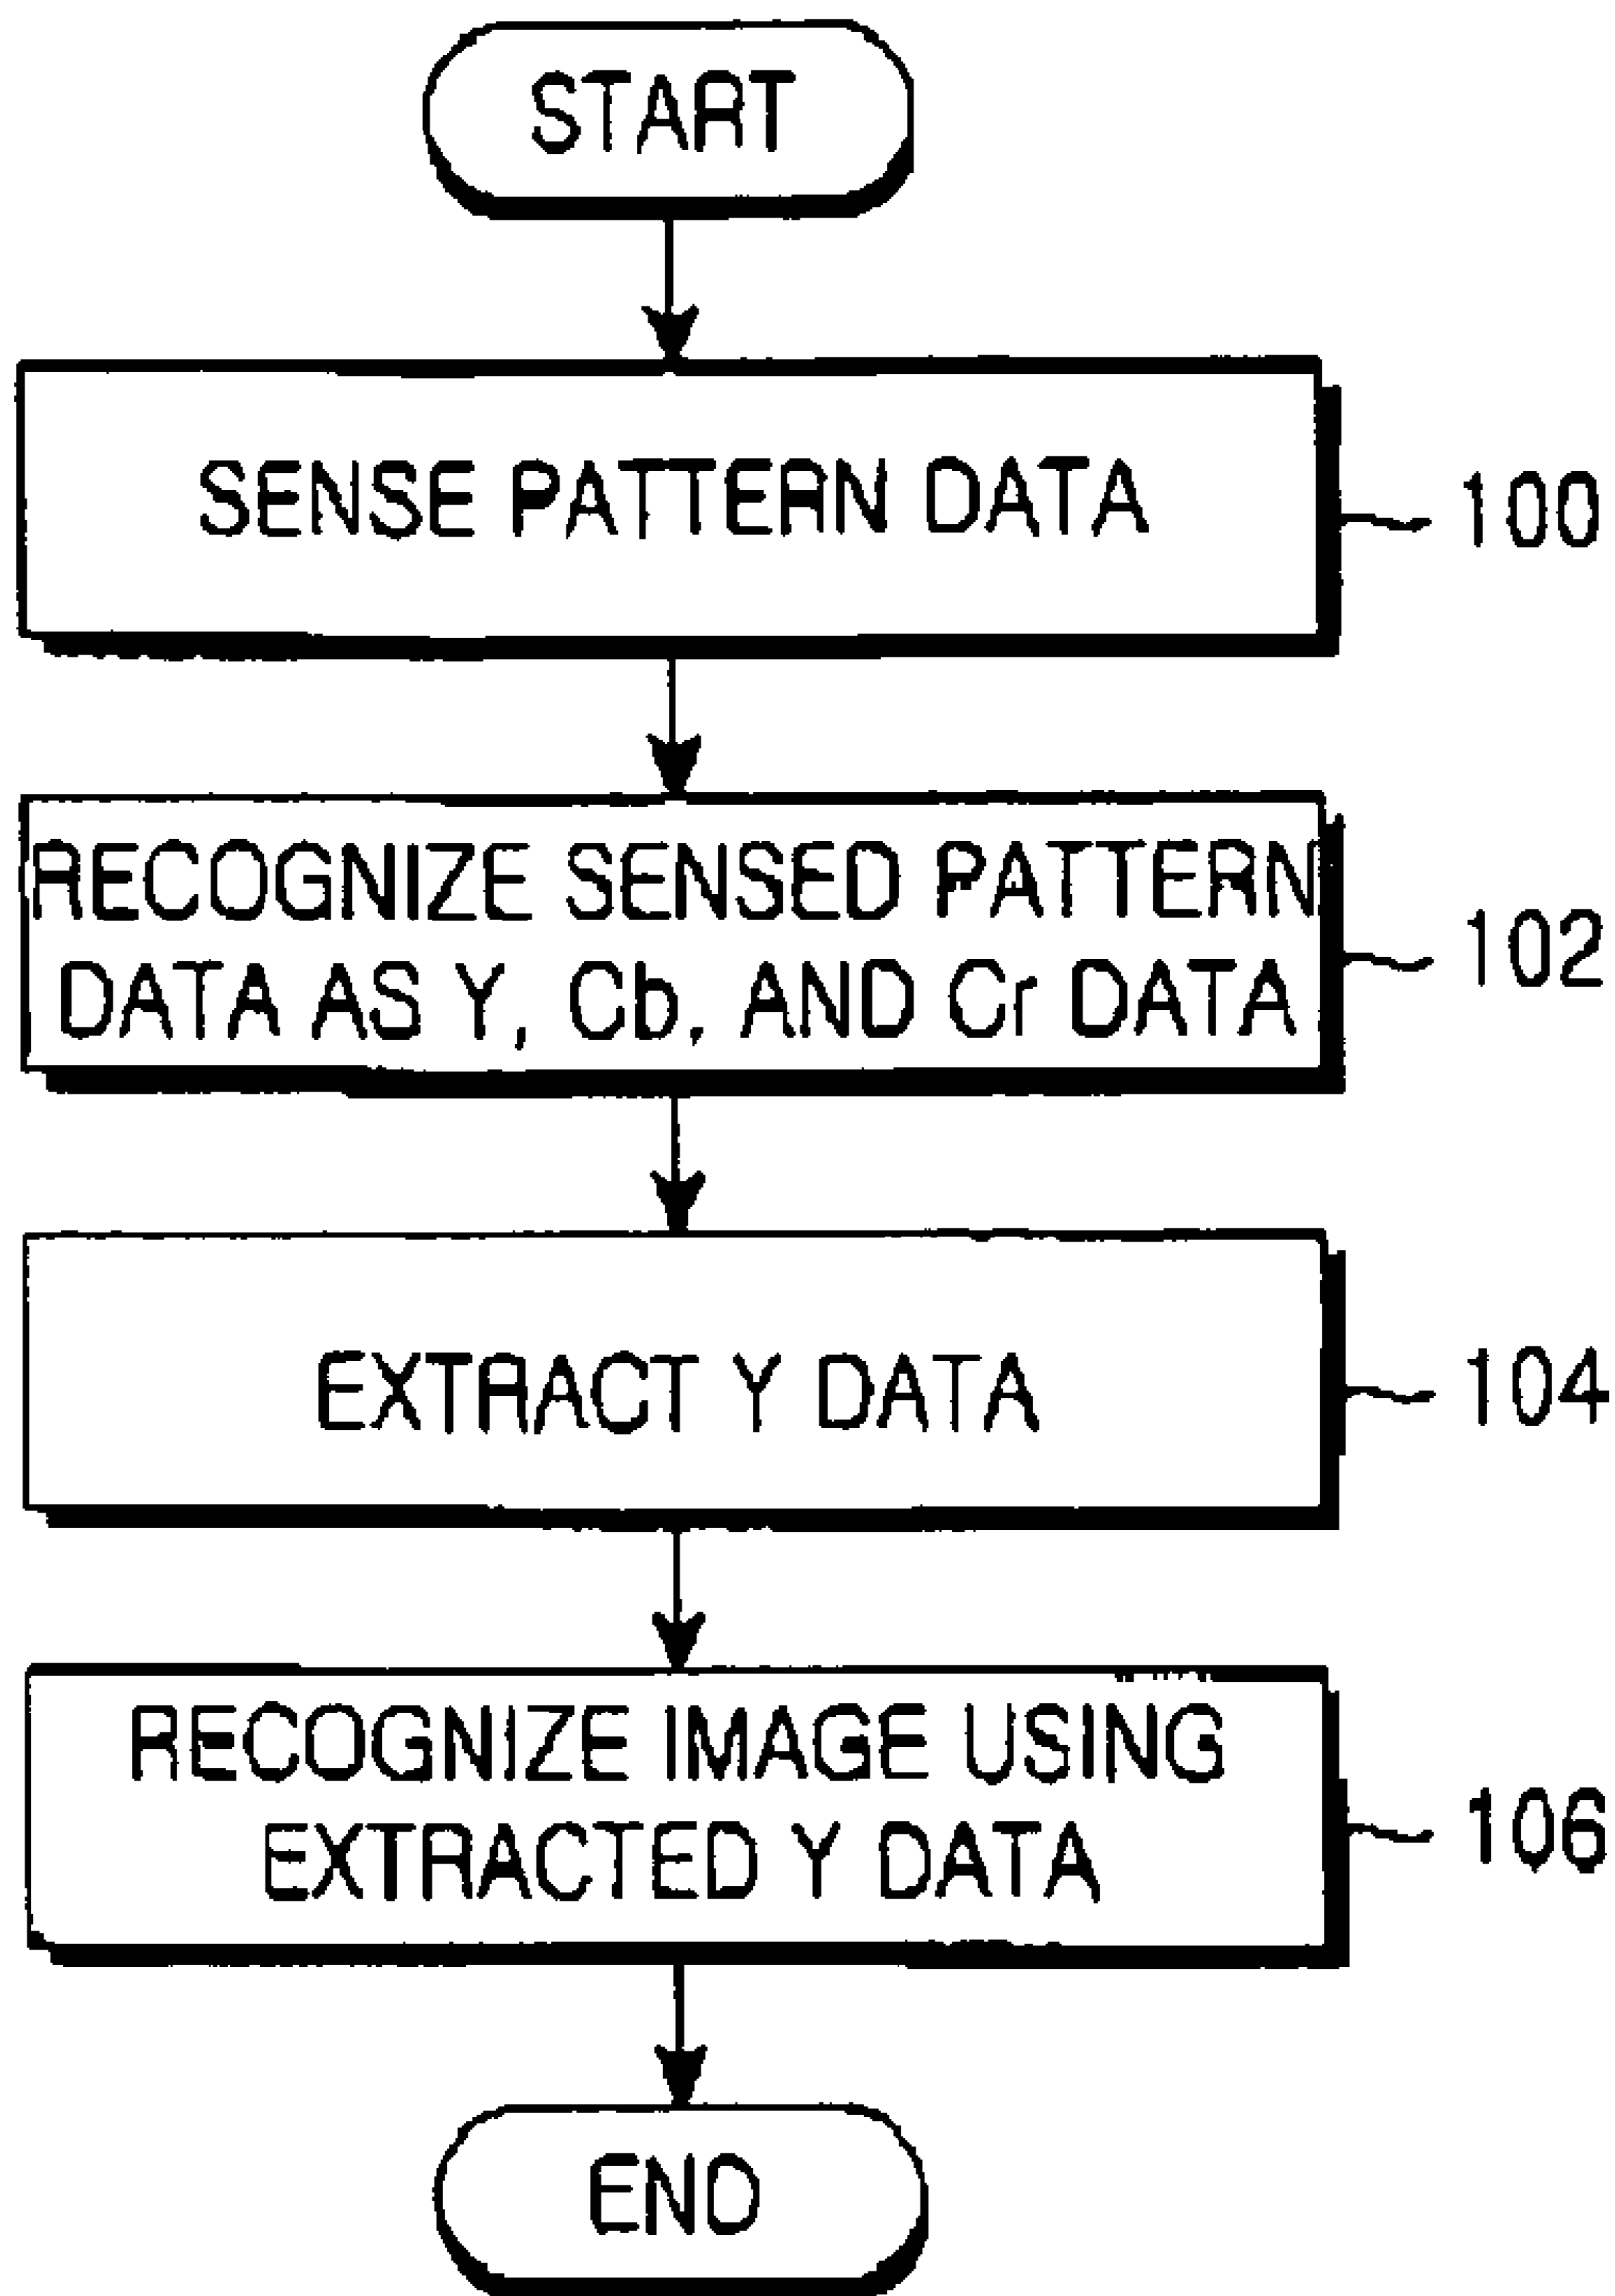 START
SENSE PATTERN DATA
100
RECOGNIZE SENSED PATTERN
DATA AS Y, Cb, AND Cr DATA
102
EXTRACT Y DATA
104
RECOGNIZE IMAGE USING
EXTRACTED Y DATA
106
END